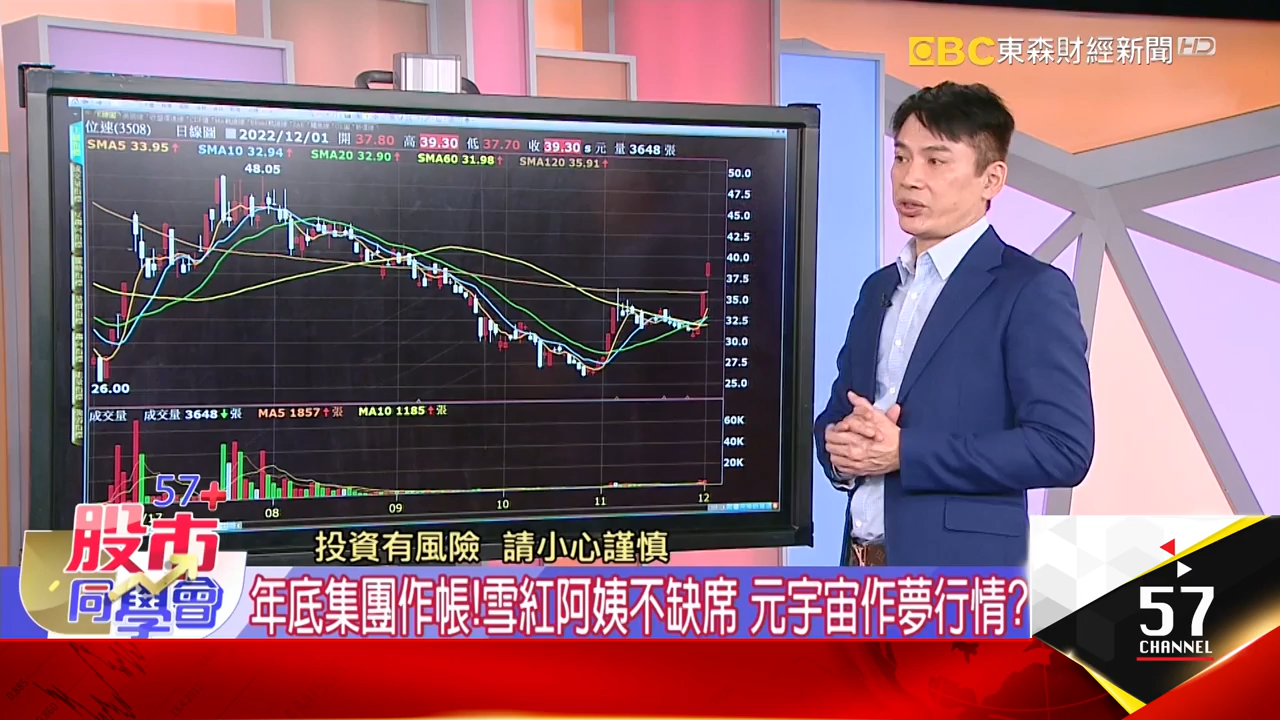 EBC 東森財經新聞 HD
位速(3508) 日線圖 2022/12/01 開 37.80 高 39.30 低 37.70 收 39.30 s 元 量 3648 張
SMA5 33.95↑ SMA10 32.94↑ SMA20 32.90↑ SMA60 31.98↑ SMA120 35.91↑
48.05
50.0
47.5
45.0
42.5
40.0
37.5
35.0
32.5
30.0
27.5
25.0
26.00
成交量 成交量 3648↓張 MA5 1857↑張 MA10 1185↑張
60K
40K
20K
08 09 10 11 12
57+
股市
同學會
投資有風險 請小心謹慎
年底集團作帳!雪紅阿姨不缺席 元宇宙作夢行情?
57
CHANNEL